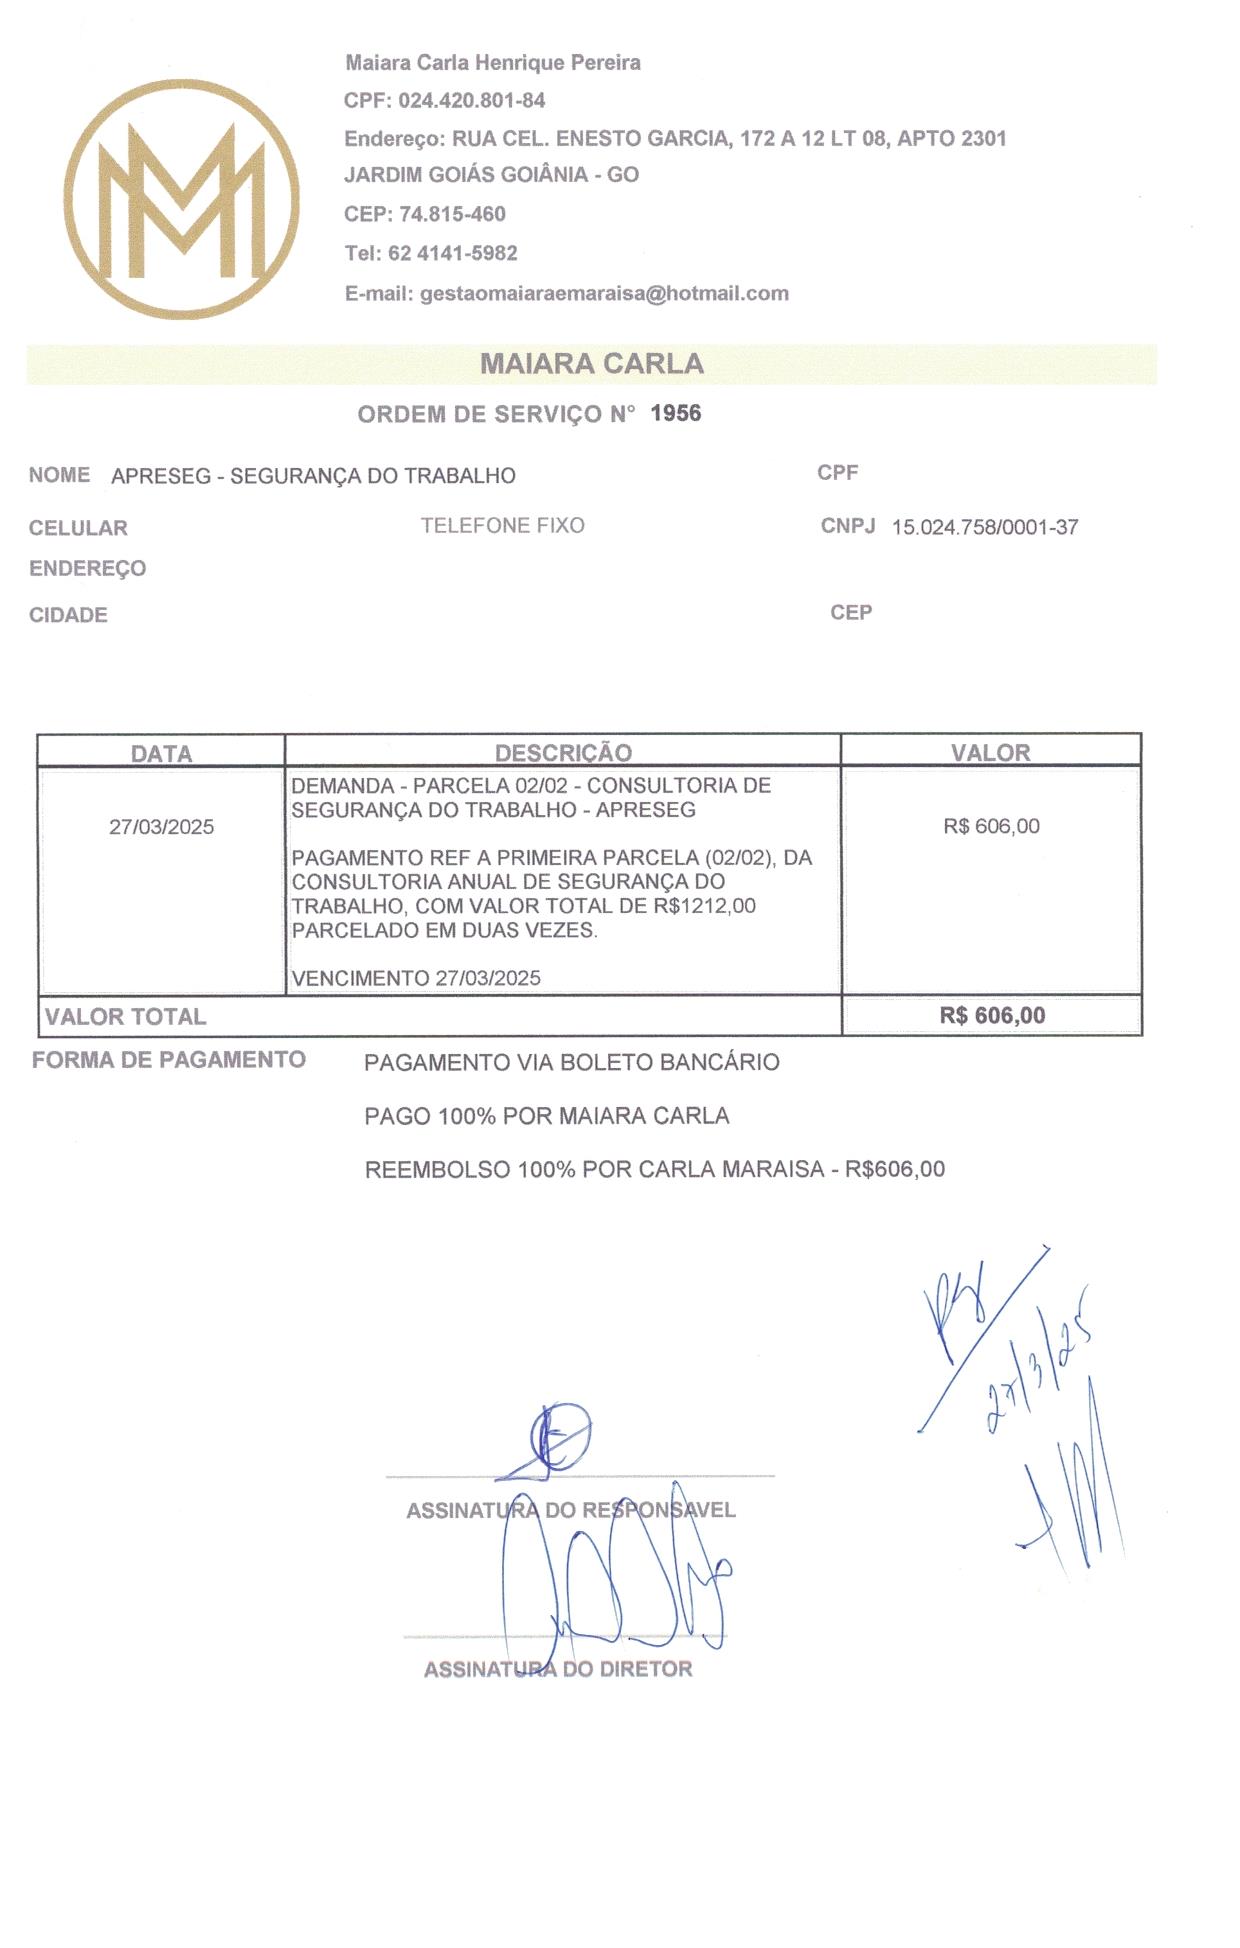 Maiara Carla Henrique Pereira
CPF: 024.420.801-84
Endereço: RUA CEL. ENESTO GARCIA, 172 A 12 LT 08, APTO 2301
JARDIM GOIÁS GOIÂNIA - GO
CEP: 74.815-460
Tel: 62 4141-5982
E-mail: gestaomaiaraemaraisa@hotmail.com
MAIARA CARLA
ORDEM DE SERVIÇO N° 1956
NOME APRESEG - SEGURANÇA DO TRABALHO CPF
CELULAR TELEFONE FIXO CNPJ 15.024.758/0001-37
ENDEREÇO
CIDADE CEP
DATA DESCRIÇÃO VALOR
DEMANDA - PARCELA 02/02 - CONSULTORIA DE
SEGURANÇA DO TRABALHO - APRESEG
27/03/2025 R$ 606,00
PAGAMENTO REF A PRIMEIRA PARCELA (02/02), DA
CONSULTORIA ANUAL DE SEGURANÇA DO
TRABALHO, COM VALOR TOTAL DE R$1212,00
PARCELADO EM DUAS VEZES.
VENCIMENTO 27/03/2025
VALOR TOTAL R$ 606,00
FORMA DE PAGAMENTO PAGAMENTO VIA BOLETO BANCÁRIO
PAGO 100% POR MAIARA CARLA
REEMBOLSO 100% POR CARLA MARAISA - R$606,00
27/3/25
ASSINATURA DO RESPONSAVEL
ASSINATURA DO DIRETOR